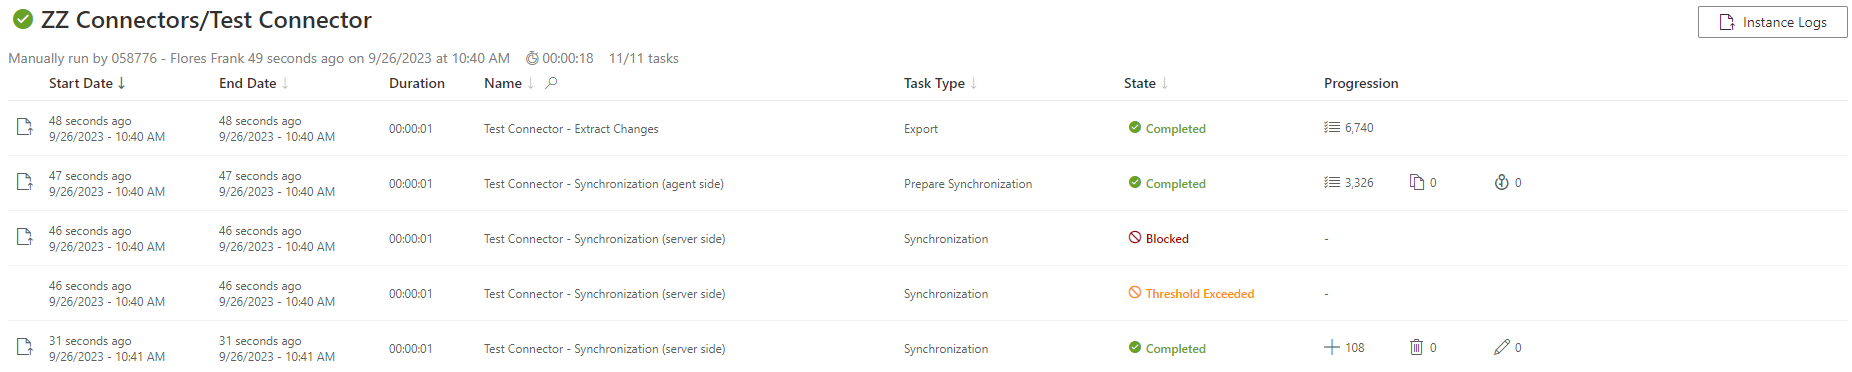 ZZ Connectors/Test Connector
Instance Logs
Manually run by 058776 - Flores Frank 49 seconds ago on 9/26/2023 at 10:40 AM 00:00:18 11/11 tasks
Start Date ↓ End Date ↓ Duration Name ↓ Task Type ↓ State ↓ Progression
48 seconds ago 48 seconds ago
9/26/2023 - 10:40 AM 9/26/2023 - 10:40 AM 00:00:01 Test Connector - Extract Changes Export Completed 6,740
47 seconds ago 47 seconds ago
9/26/2023 - 10:40 AM 9/26/2023 - 10:40 AM 00:00:01 Test Connector - Synchronization (agent side) Prepare Synchronization Completed 3,326 0 0
46 seconds ago 46 seconds ago
9/26/2023 - 10:40 AM 9/26/2023 - 10:40 AM 00:00:01 Test Connector - Synchronization (server side) Synchronization Blocked -
46 seconds ago 46 seconds ago
9/26/2023 - 10:40 AM 9/26/2023 - 10:40 AM 00:00:01 Test Connector - Synchronization (server side) Synchronization Threshold Exceeded -
31 seconds ago 31 seconds ago
9/26/2023 - 10:41 AM 9/26/2023 - 10:41 AM 00:00:01 Test Connector - Synchronization (server side) Synchronization Completed 108 0 0